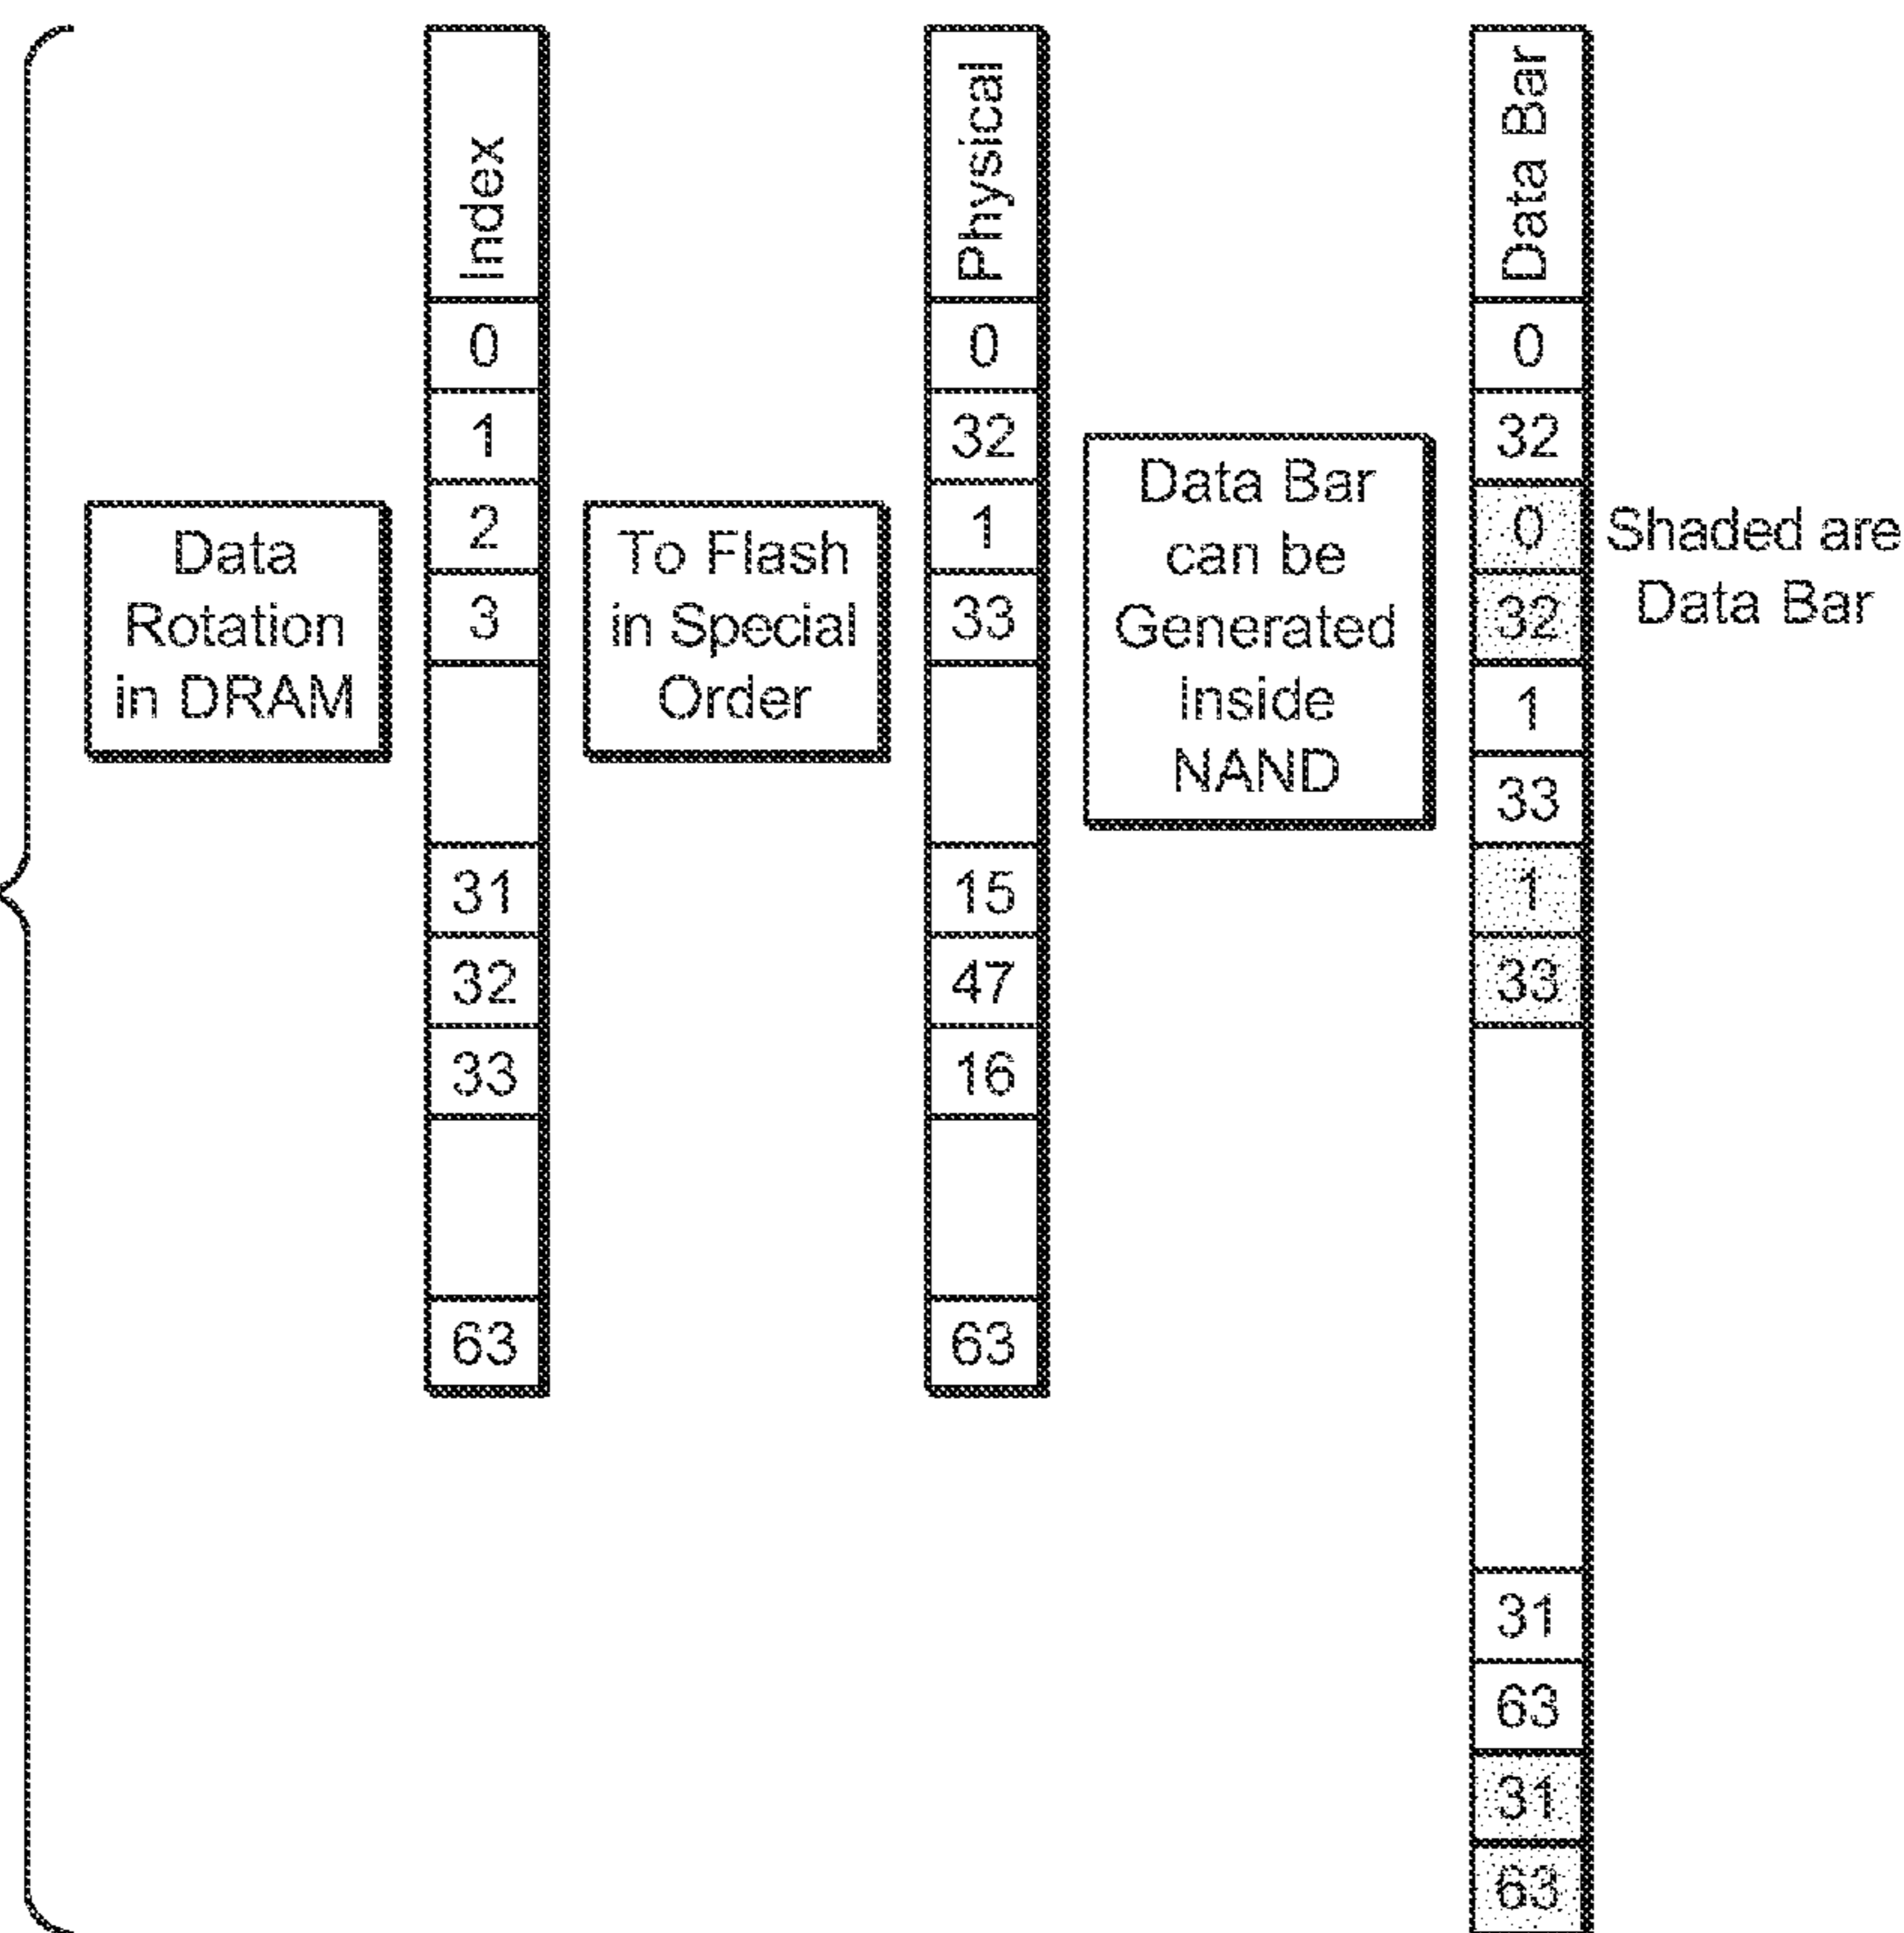 Data
Rotation
in DRAM
Index
0
1
2
3
31
32
33
63
To Flash
in Special
Order
Physical
0
32
1
33
15
47
16
63
Data Bar
can be
Generated
inside
NAND
Data Bar
0
32
0
32
1
33
1
33
31
63
31
63
Shaded are
Data Bar